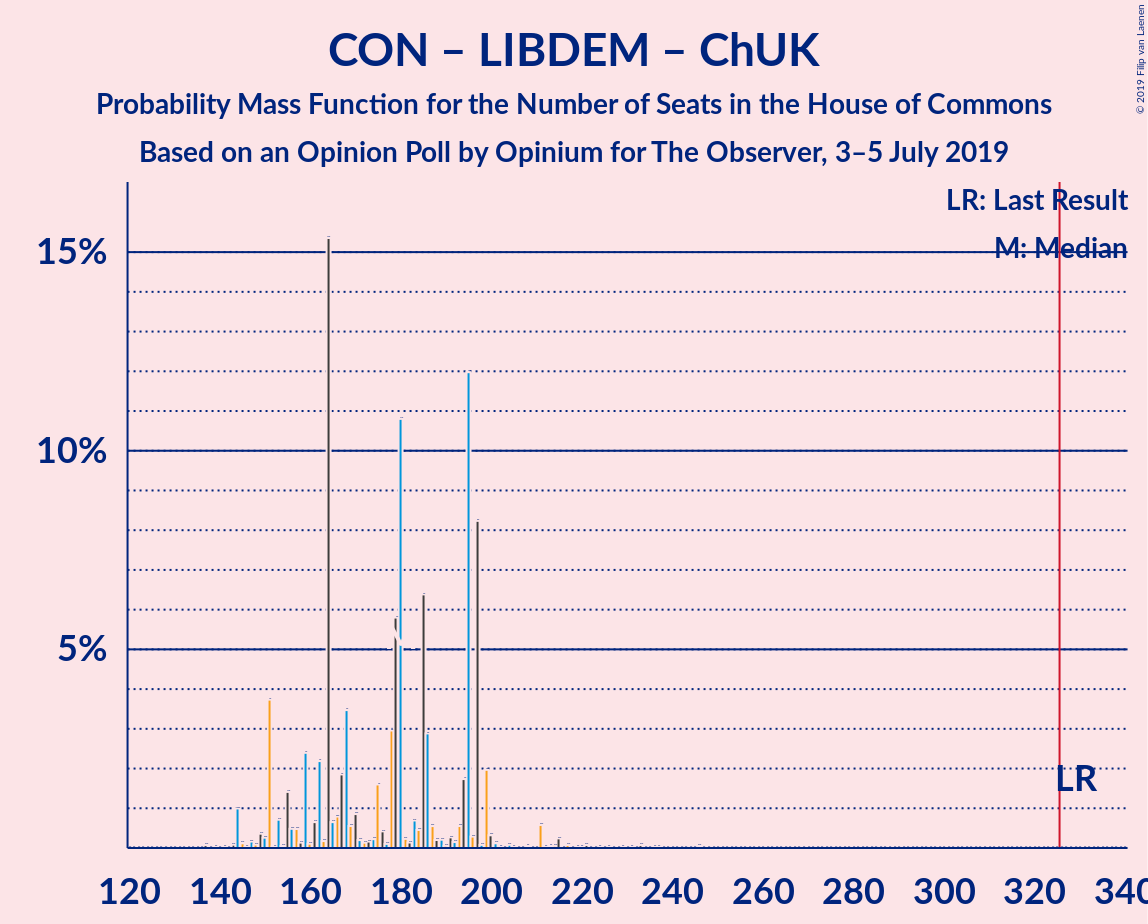 CON – LIBDEM – ChUK
Probability Mass Function for the Number of Seats in the House of Commons
Based on an Opinion Poll by Opinium for The Observer, 3–5 July 2019
© 2019 Filip van Laenen
LR: Last Result
M: Median
15%
10%
5%
LR
120 140 160 180 200 220 240 260 280 300 320 340